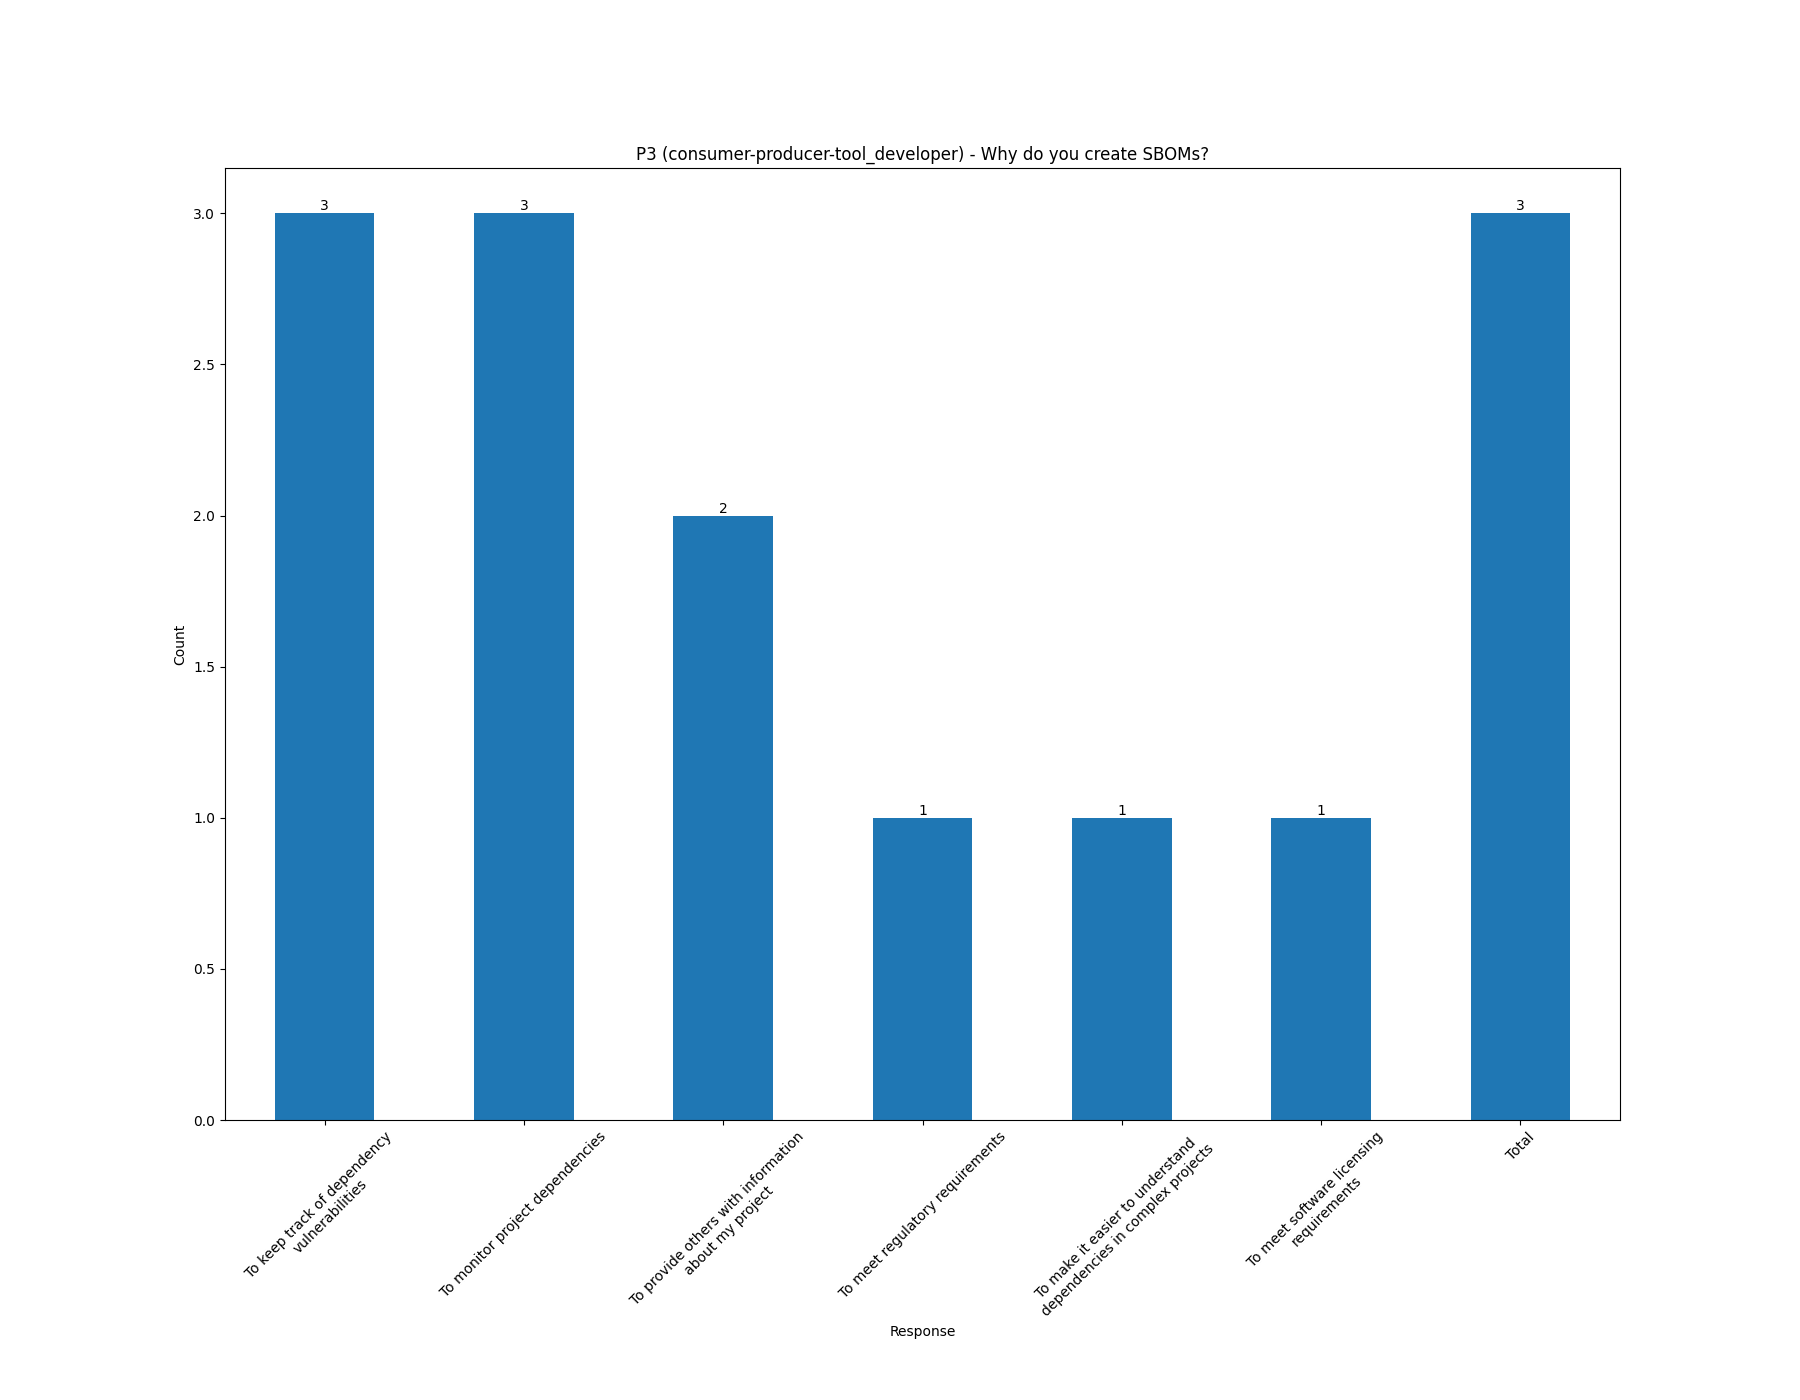 P3 (consumer-producer-tool_developer) - Why do you create SBOMs?
3
3
2
1
1
1
3
3.0
2.5
2.0
1.5
1.0
0.5
0.0
Count
To keep track of dependency
vulnerabilities
To monitor project dependencies
To provide others with information
about my project
To meet regulatory requirements
To make it easier to understand
dependencies in complex projects
To meet software licensing
requirements
Total
Response